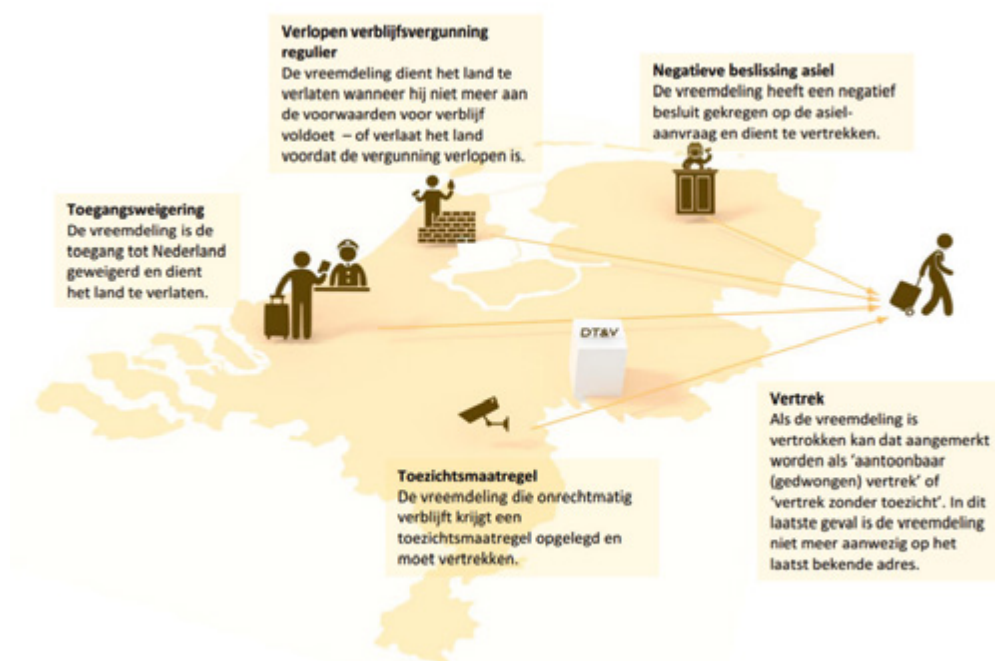 Verlopen verblijfsvergunning
regulier
De vreemdeling dient het land te
verlaten wanneer hij niet meer aan
de voorwaarden voor verblijf
voldoet – of verlaat het land
voordat de vergunning verlopen is.
Negatieve beslissing asiel
De vreemdeling heeft een negatief
besluit gekregen op de asiel-
aanvraag en dient te vertrekken.
Toegangsweigering
De vreemdeling is de
toegang tot Nederland
geweigerd en dient
het land te verlaten.
DT&V
Vertrek
Als de vreemdeling is
vertrokken kan dat aangemerkt
worden als ‘aantoonbaar
(gedwongen) vertrek’ of
‘vertrek zonder toezicht’. In dit
laatste geval is de vreemdeling
niet meer aanwezig op het
laatst bekende adres.
Toezichtsmaatregel
De vreemdeling die onrechtmatig
verblijft krijgt een
toezichtsmaatregel opgelegd en
moet vertrekken.